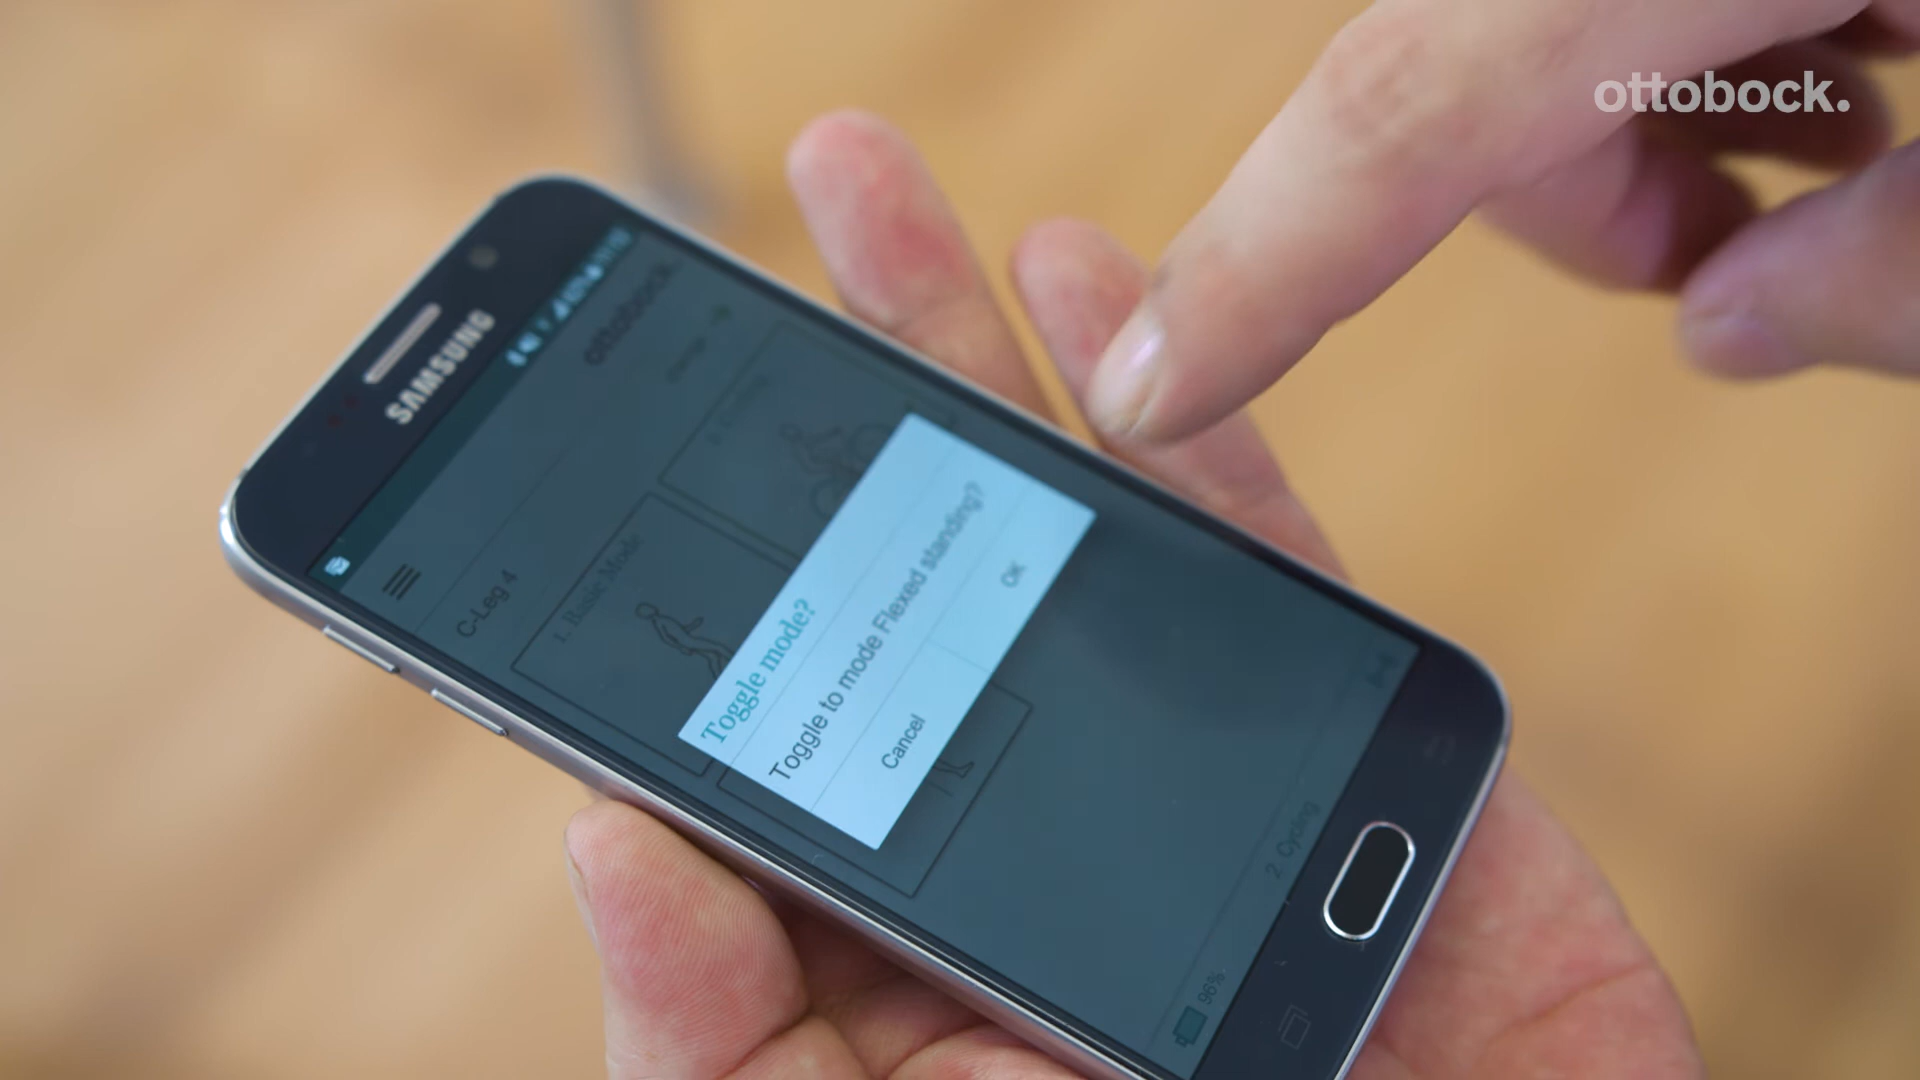 ottobock.
SAMSUNG
ottobock.
C-Leg 4
1. Basic Mode
Toggle mode?
Toggle to mode Flexed standing?
Cancel
OK
2. Cycling
96%